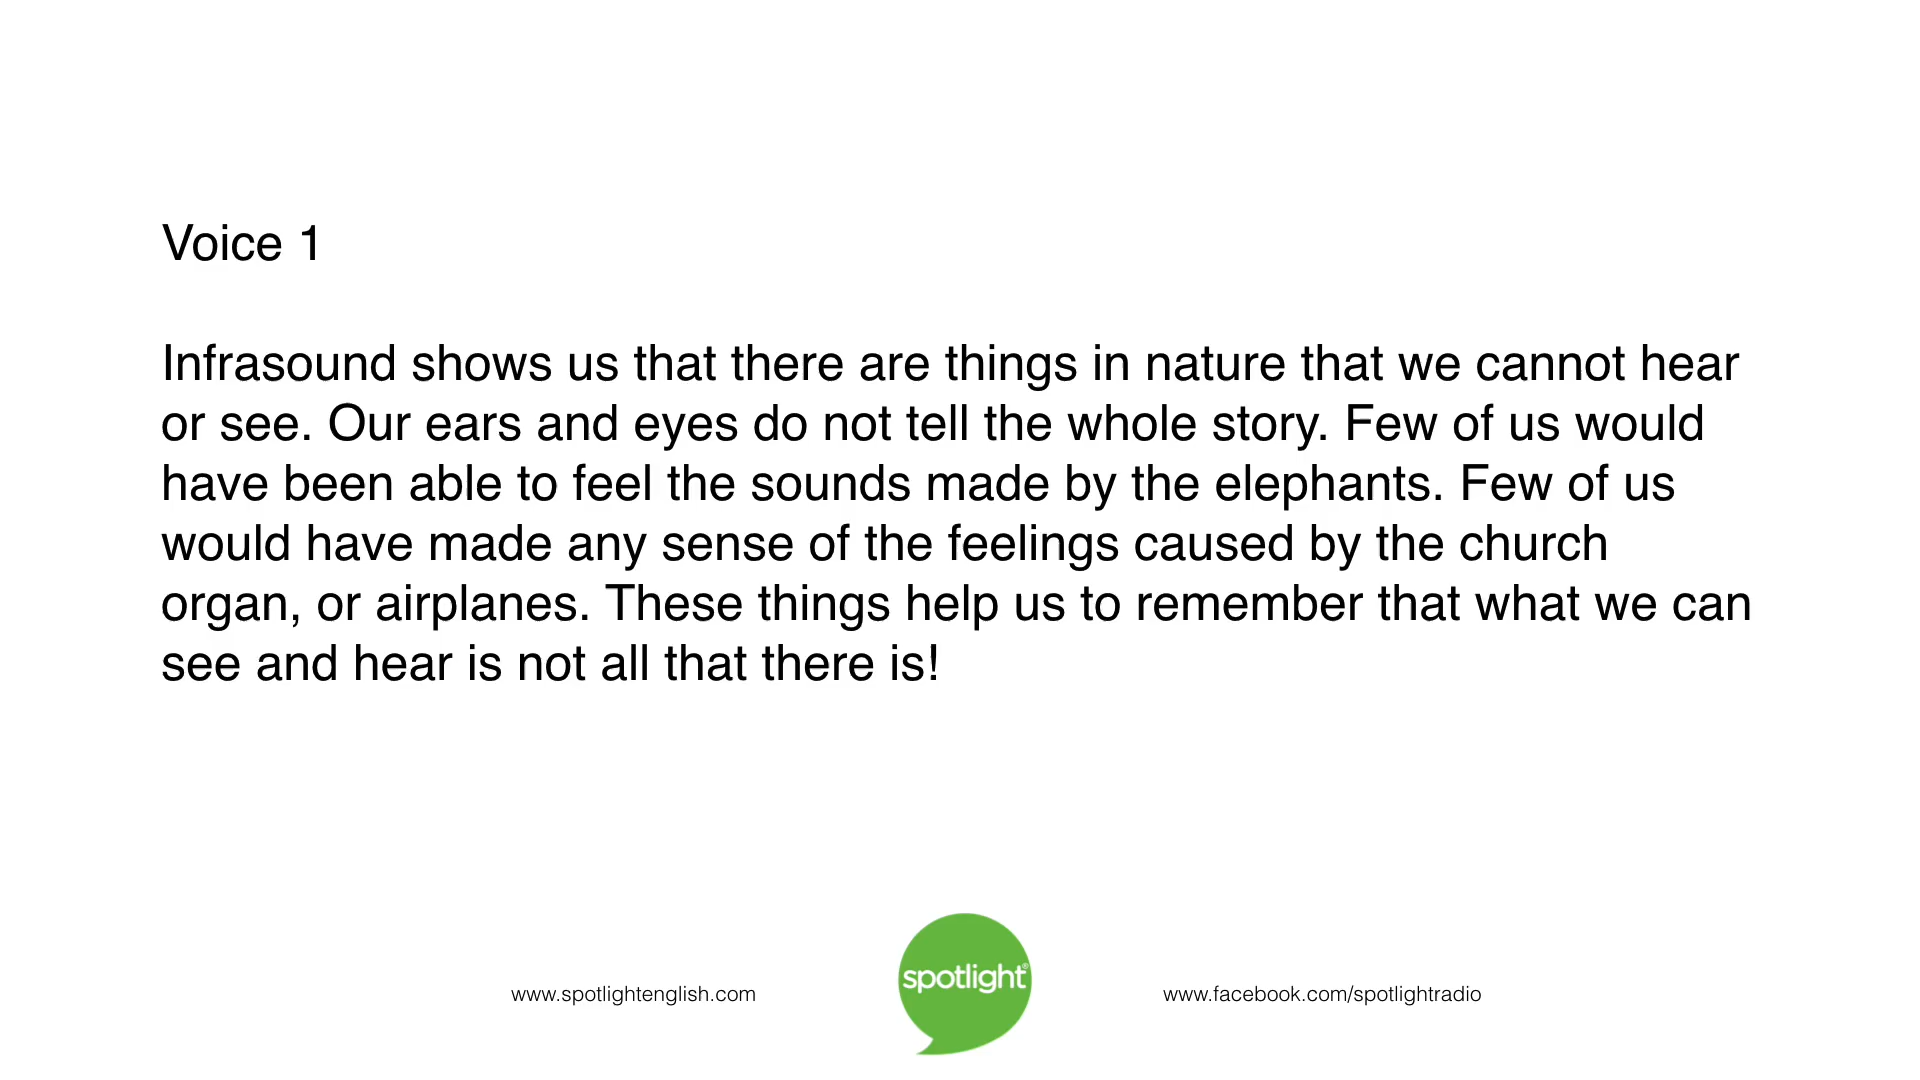 Voice 1
Infrasound shows us that there are things in nature that we cannot hear
or see. Our ears and eyes do not tell the whole story. Few of us would
have been able to feel the sounds made by the elephants. Few of us
would have made any sense of the feelings caused by the church
organ, or airplanes. These things help us to remember that what we can
see and hear is not all that there is!
www.spotlightenglish.com
spotlight®
www.facebook.com/spotlightradio